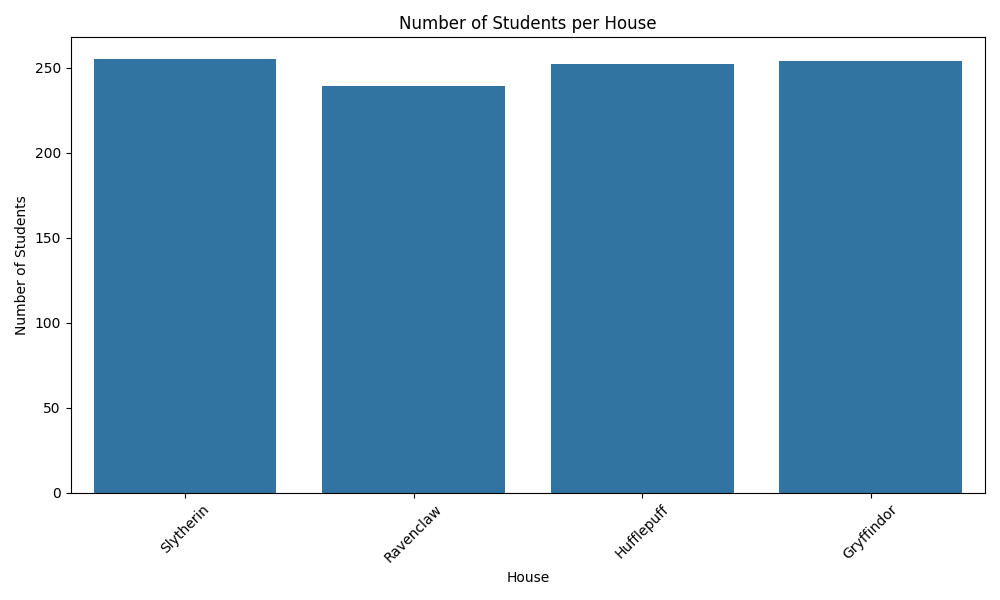 Number of Students per House
Number of Students
250
200
150
100
50
0
Slytherin
Ravenclaw
Hufflepuff
Gryffindor
House